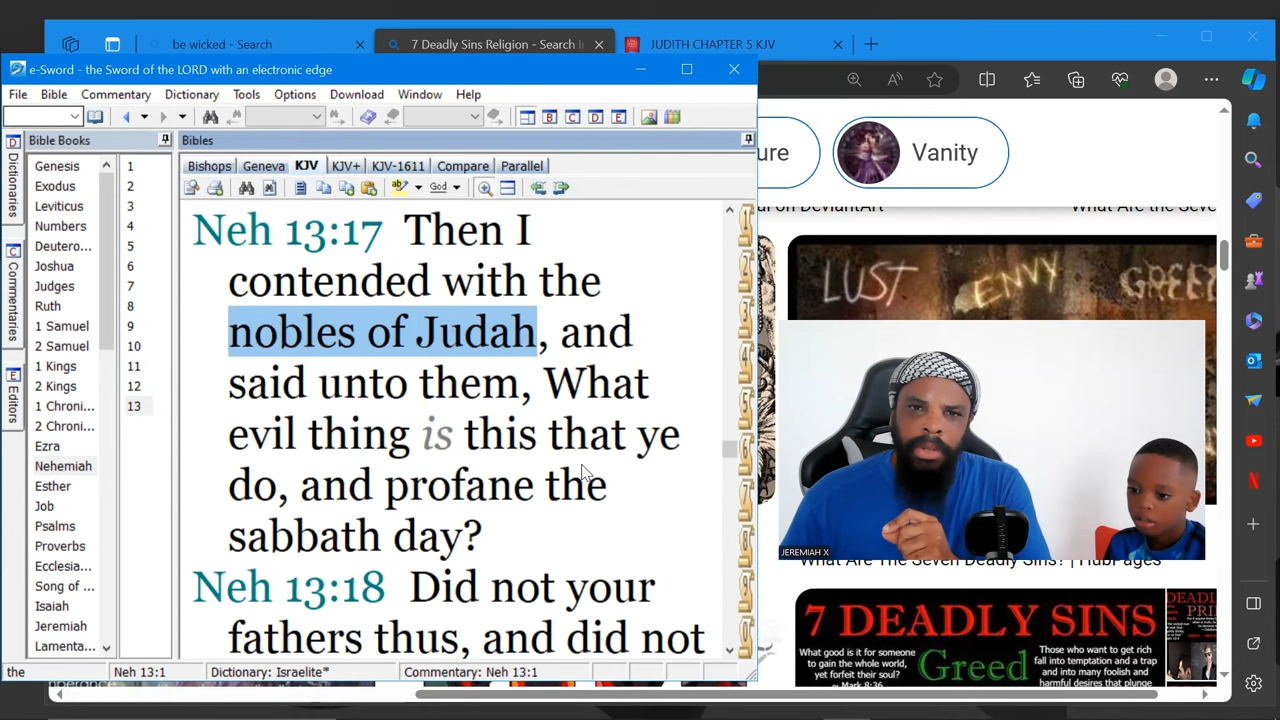 be wicked - Search
7 Deadly Sins Religion - Search
JUDITH CHAPTER 5 KJV
e-Sword - the Sword of the LORD with an electronic edge
File Bible Commentary Dictionary Tools Options Download Window Help
Bible Books
Bibles
Dictionaries
Commentaries
Editors
Genesis
Exodus
Leviticus
Numbers
Deutero...
Joshua
Judges
Ruth
1 Samuel
2 Samuel
1 Kings
2 Kings
1 Chroni...
2 Chroni...
Ezra
Nehemiah
Esther
Job
Psalms
Proverbs
Ecclesia...
Song of ...
Isaiah
Jeremiah
Lamenta...
1
2
3
4
5
6
7
8
9
10
11
12
13
Bishops Geneva KJV KJV+ KJV-1611 Compare Parallel
God
Neh 13:17 Then I
contended with the
nobles of Judah, and
said unto them, What
evil thing is this that ye
do, and profane the
sabbath day?
Neh 13:18 Did not your
fathers thus, and did not
the
Neh 13:1
Dictionary: Israelite*
Commentary: Neh 13:1
ure
Vanity
on DeviantArt
What Are the Seve
LUST
ENVY
GREE
JEREMIAH X
What Are The Seven Deadly Sins? | HubPages
7 DEADLY SINS
What good is it for someone
to gain the whole world,
yet forfeit their soul?
~ Mark 8:36
Greed
Those who want to get rich
fall into temptation and a trap
and into many foolish and
harmful desires that plunge